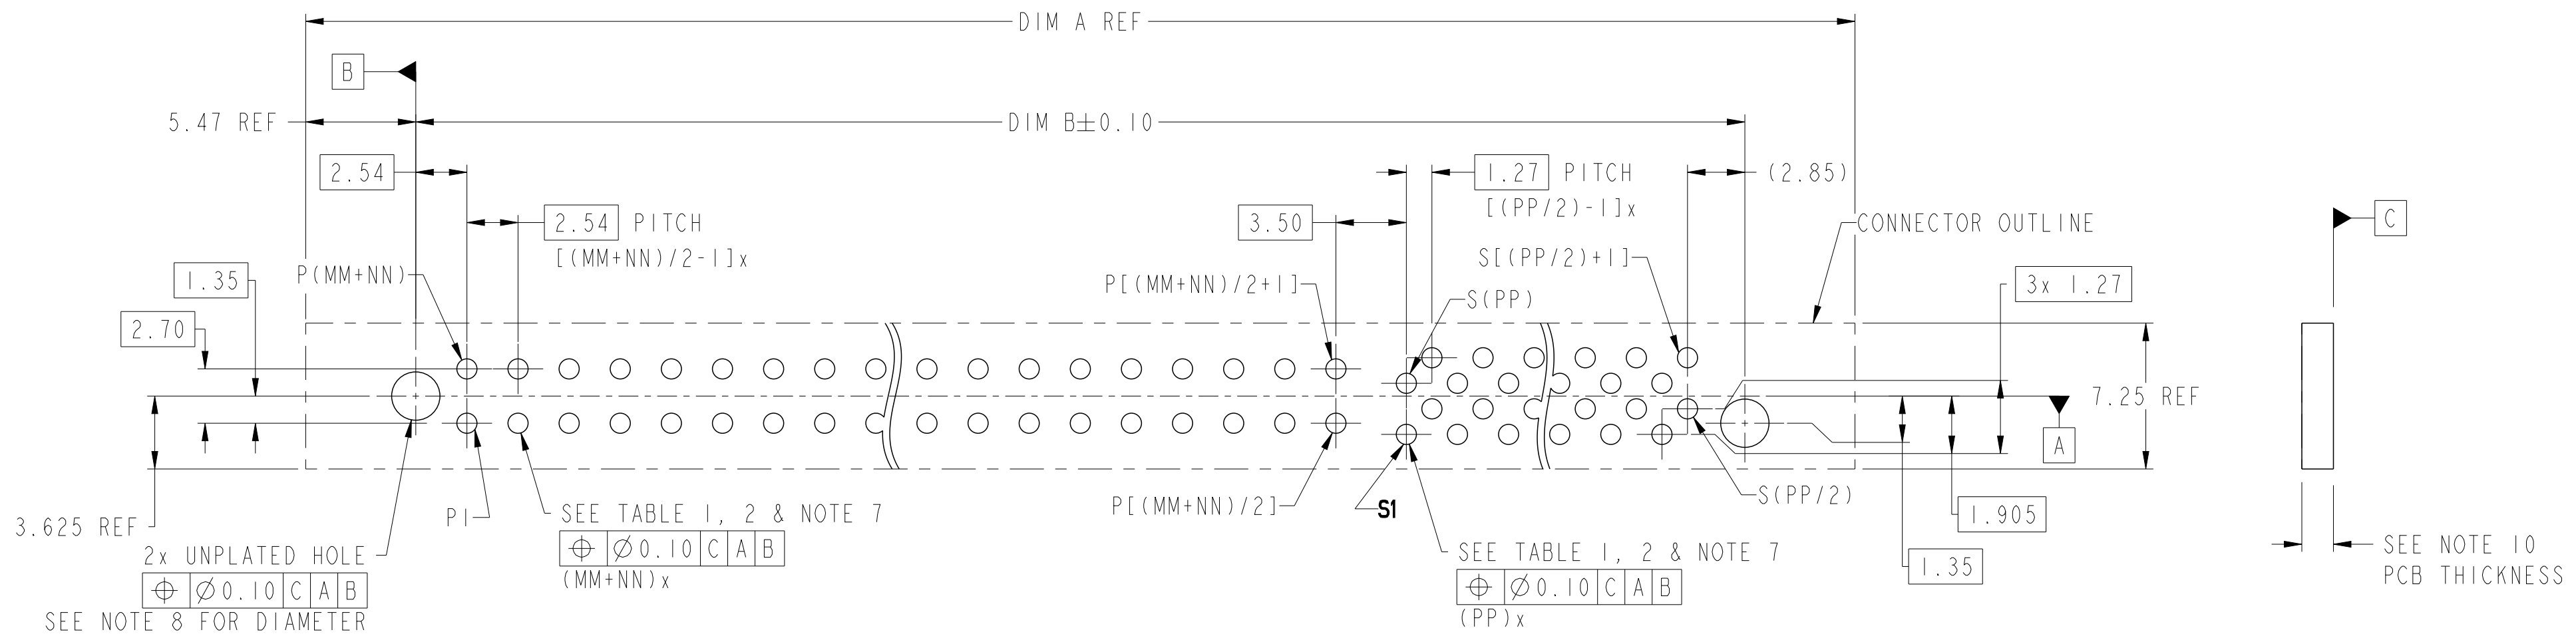 DIM A REF
B
5.47 REF
DIM B±0.10
2.54
1.27 PITCH
[(PP/2)-1]x
(2.85)
2.54 PITCH
[(MM+NN)/2-1]x
3.50
CONNECTOR OUTLINE
C
1.35
P(MM+NN)
P[(MM+NN)/2+1]
S[(PP/2)+1]
S(PP)
3x 1.27
2.70
7.25 REF
A
3.625 REF
P1
SEE TABLE 1, 2 & NOTE 7
⌖ Ø0.10 C A B
(MM+NN)x
P[(MM+NN)/2]
S1
S(PP/2)
1.905
1.35
2x UNPLATED HOLE
⌖ Ø0.10 C A B
SEE NOTE 8 FOR DIAMETER
SEE TABLE 1, 2 & NOTE 7
⌖ Ø0.10 C A B
(PP)x
SEE NOTE 10
PCB THICKNESS